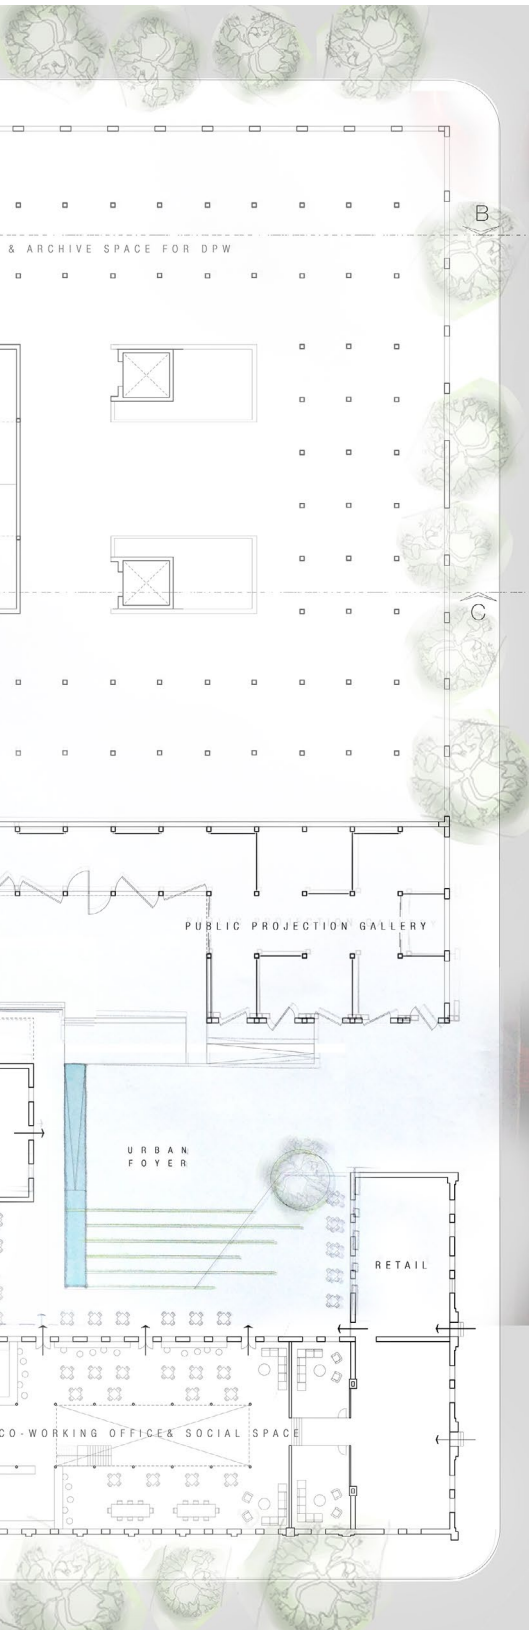 B
& ARCHIVE SPACE FOR DPW
C
PUBLIC PROJECTION GALLERY
URBAN
FOYER
RETAIL
CO-WORKING OFFICE& SOCIAL SPACE